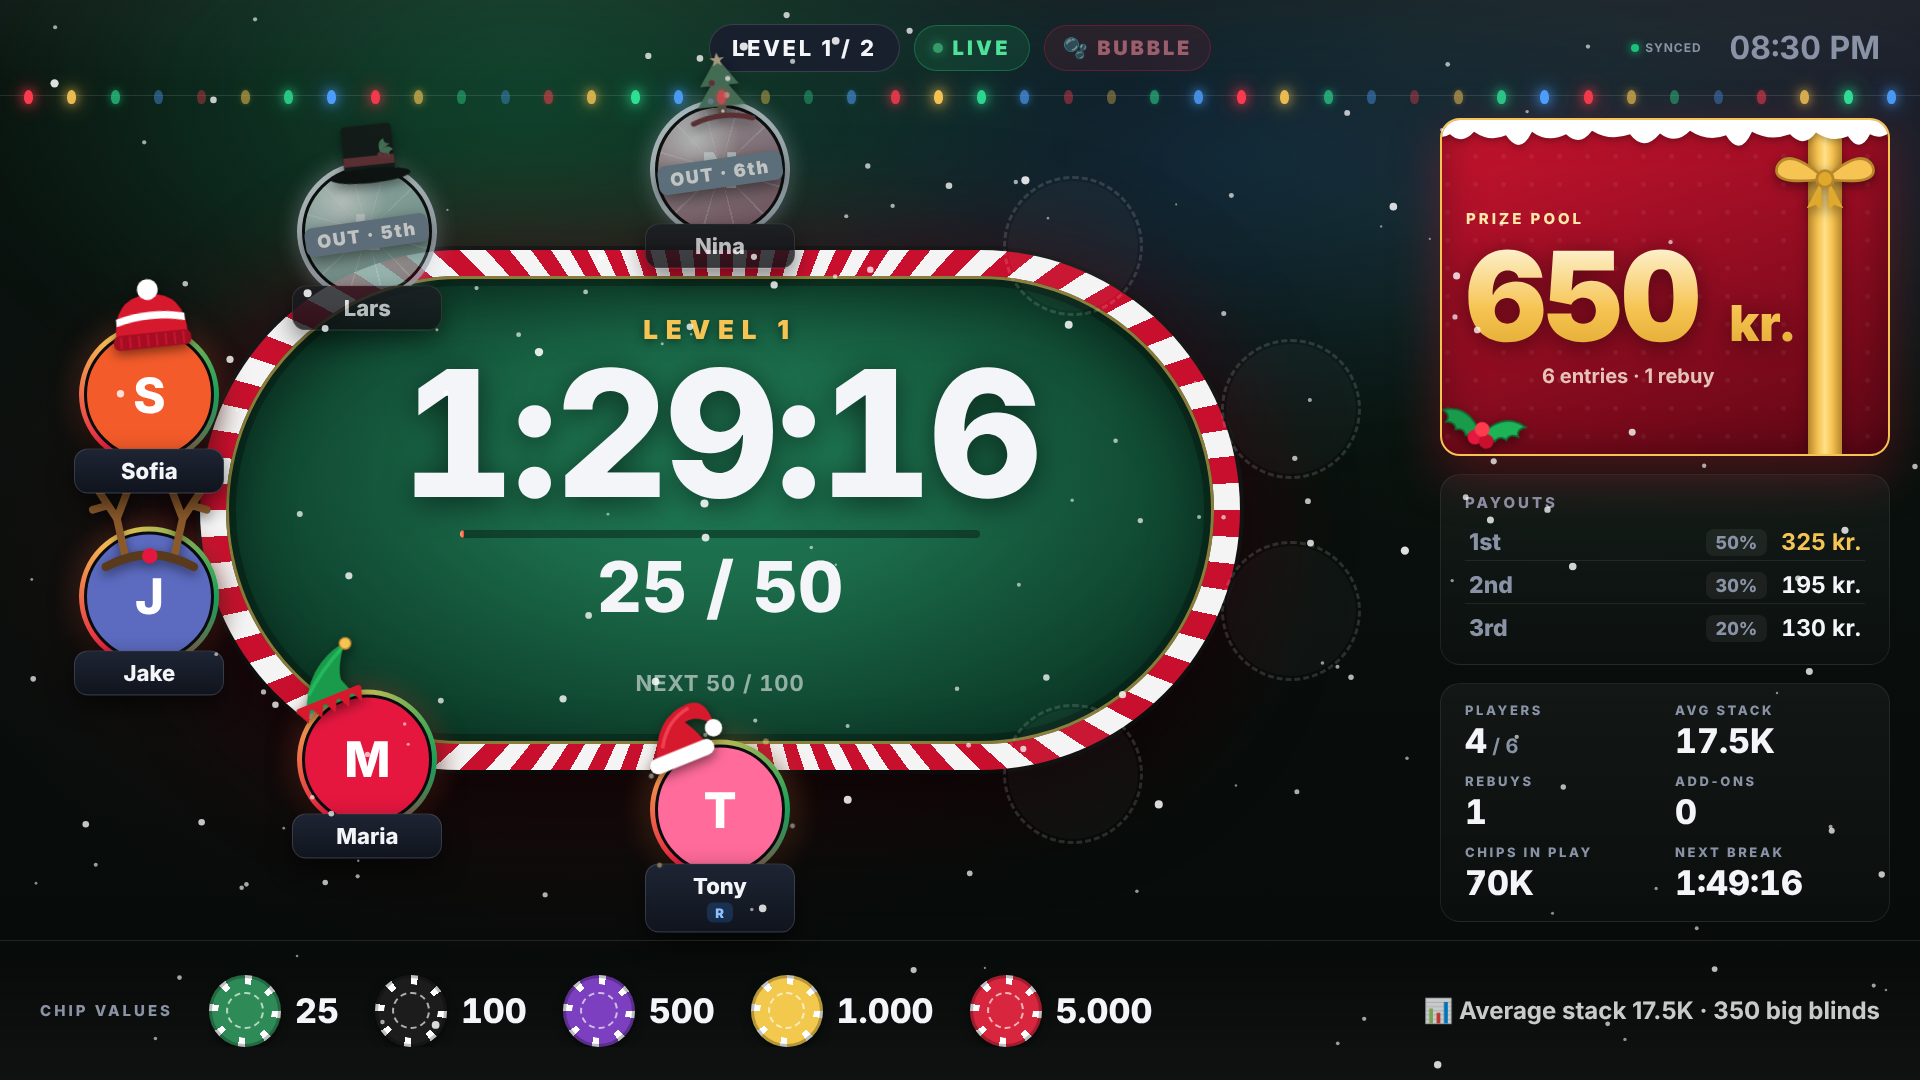 LEVEL 1 / 2
LIVE
BUBBLE
SYNCED
08:30 PM
OUT · 6th
Nina
OUT · 5th
Lars
S
Sofia
J
Jake
M
Maria
T
Tony
R
LEVEL 1
1:29:16
25 / 50
NEXT 50 / 100
PRIZE POOL
650 kr.
6 entries · 1 rebuy
PAYOUTS
1st 50% 325 kr.
2nd 30% 195 kr.
3rd 20% 130 kr.
PLAYERS
4 / 6
AVG STACK
17.5K
REBUYS
1
ADD-ONS
0
CHIPS IN PLAY
70K
NEXT BREAK
1:49:16
CHIP VALUES
25
100
500
1.000
5.000
Average stack 17.5K · 350 big blinds